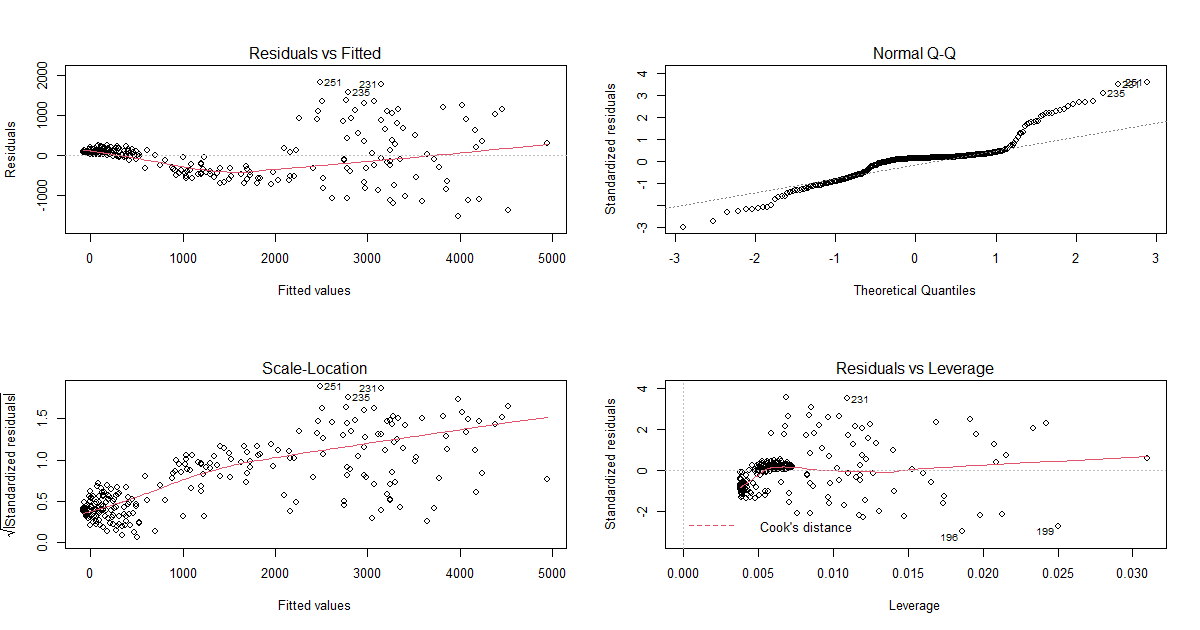 Residuals vs Fitted
Residuals
2000
1000
0
-1000
251
231
235
0 1000 2000 3000 4000 5000
Fitted values
Normal Q-Q
Standardized residuals
4
3
2
1
0
-1
-3
251
231
235
-3 -2 -1 0 1 2 3
Theoretical Quantiles
Scale-Location
√|Standardized residuals|
1.5
1.0
0.5
0.0
251
231
235
0 1000 2000 3000 4000 5000
Fitted values
Residuals vs Leverage
Standardized residuals
4
2
0
-2
231
Cook's distance
196
199
0.000 0.005 0.010 0.015 0.020 0.025 0.030
Leverage